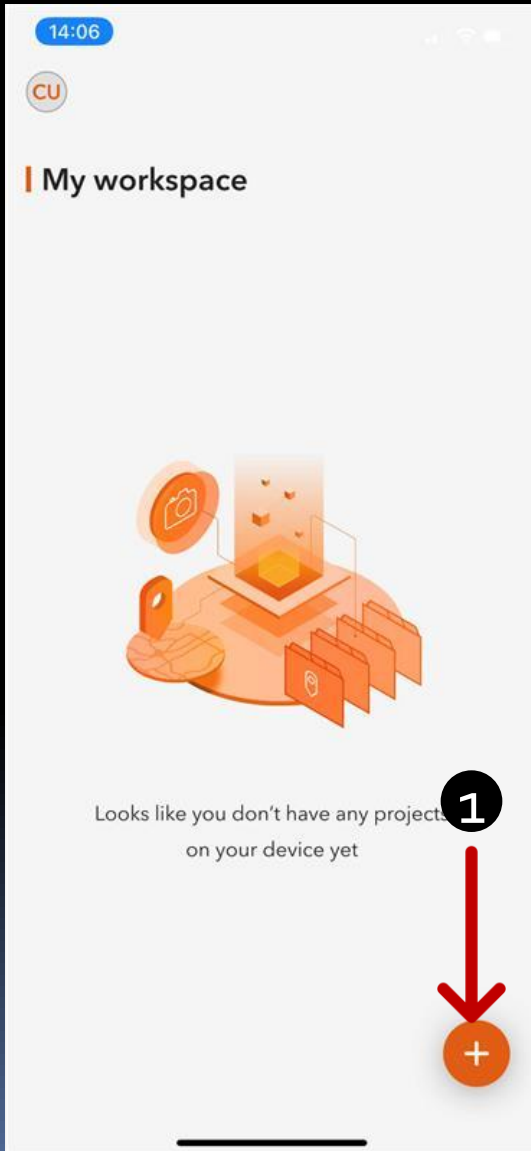 14:06
CU
My workspace
Looks like you don't have any projects
on your device yet
1
+